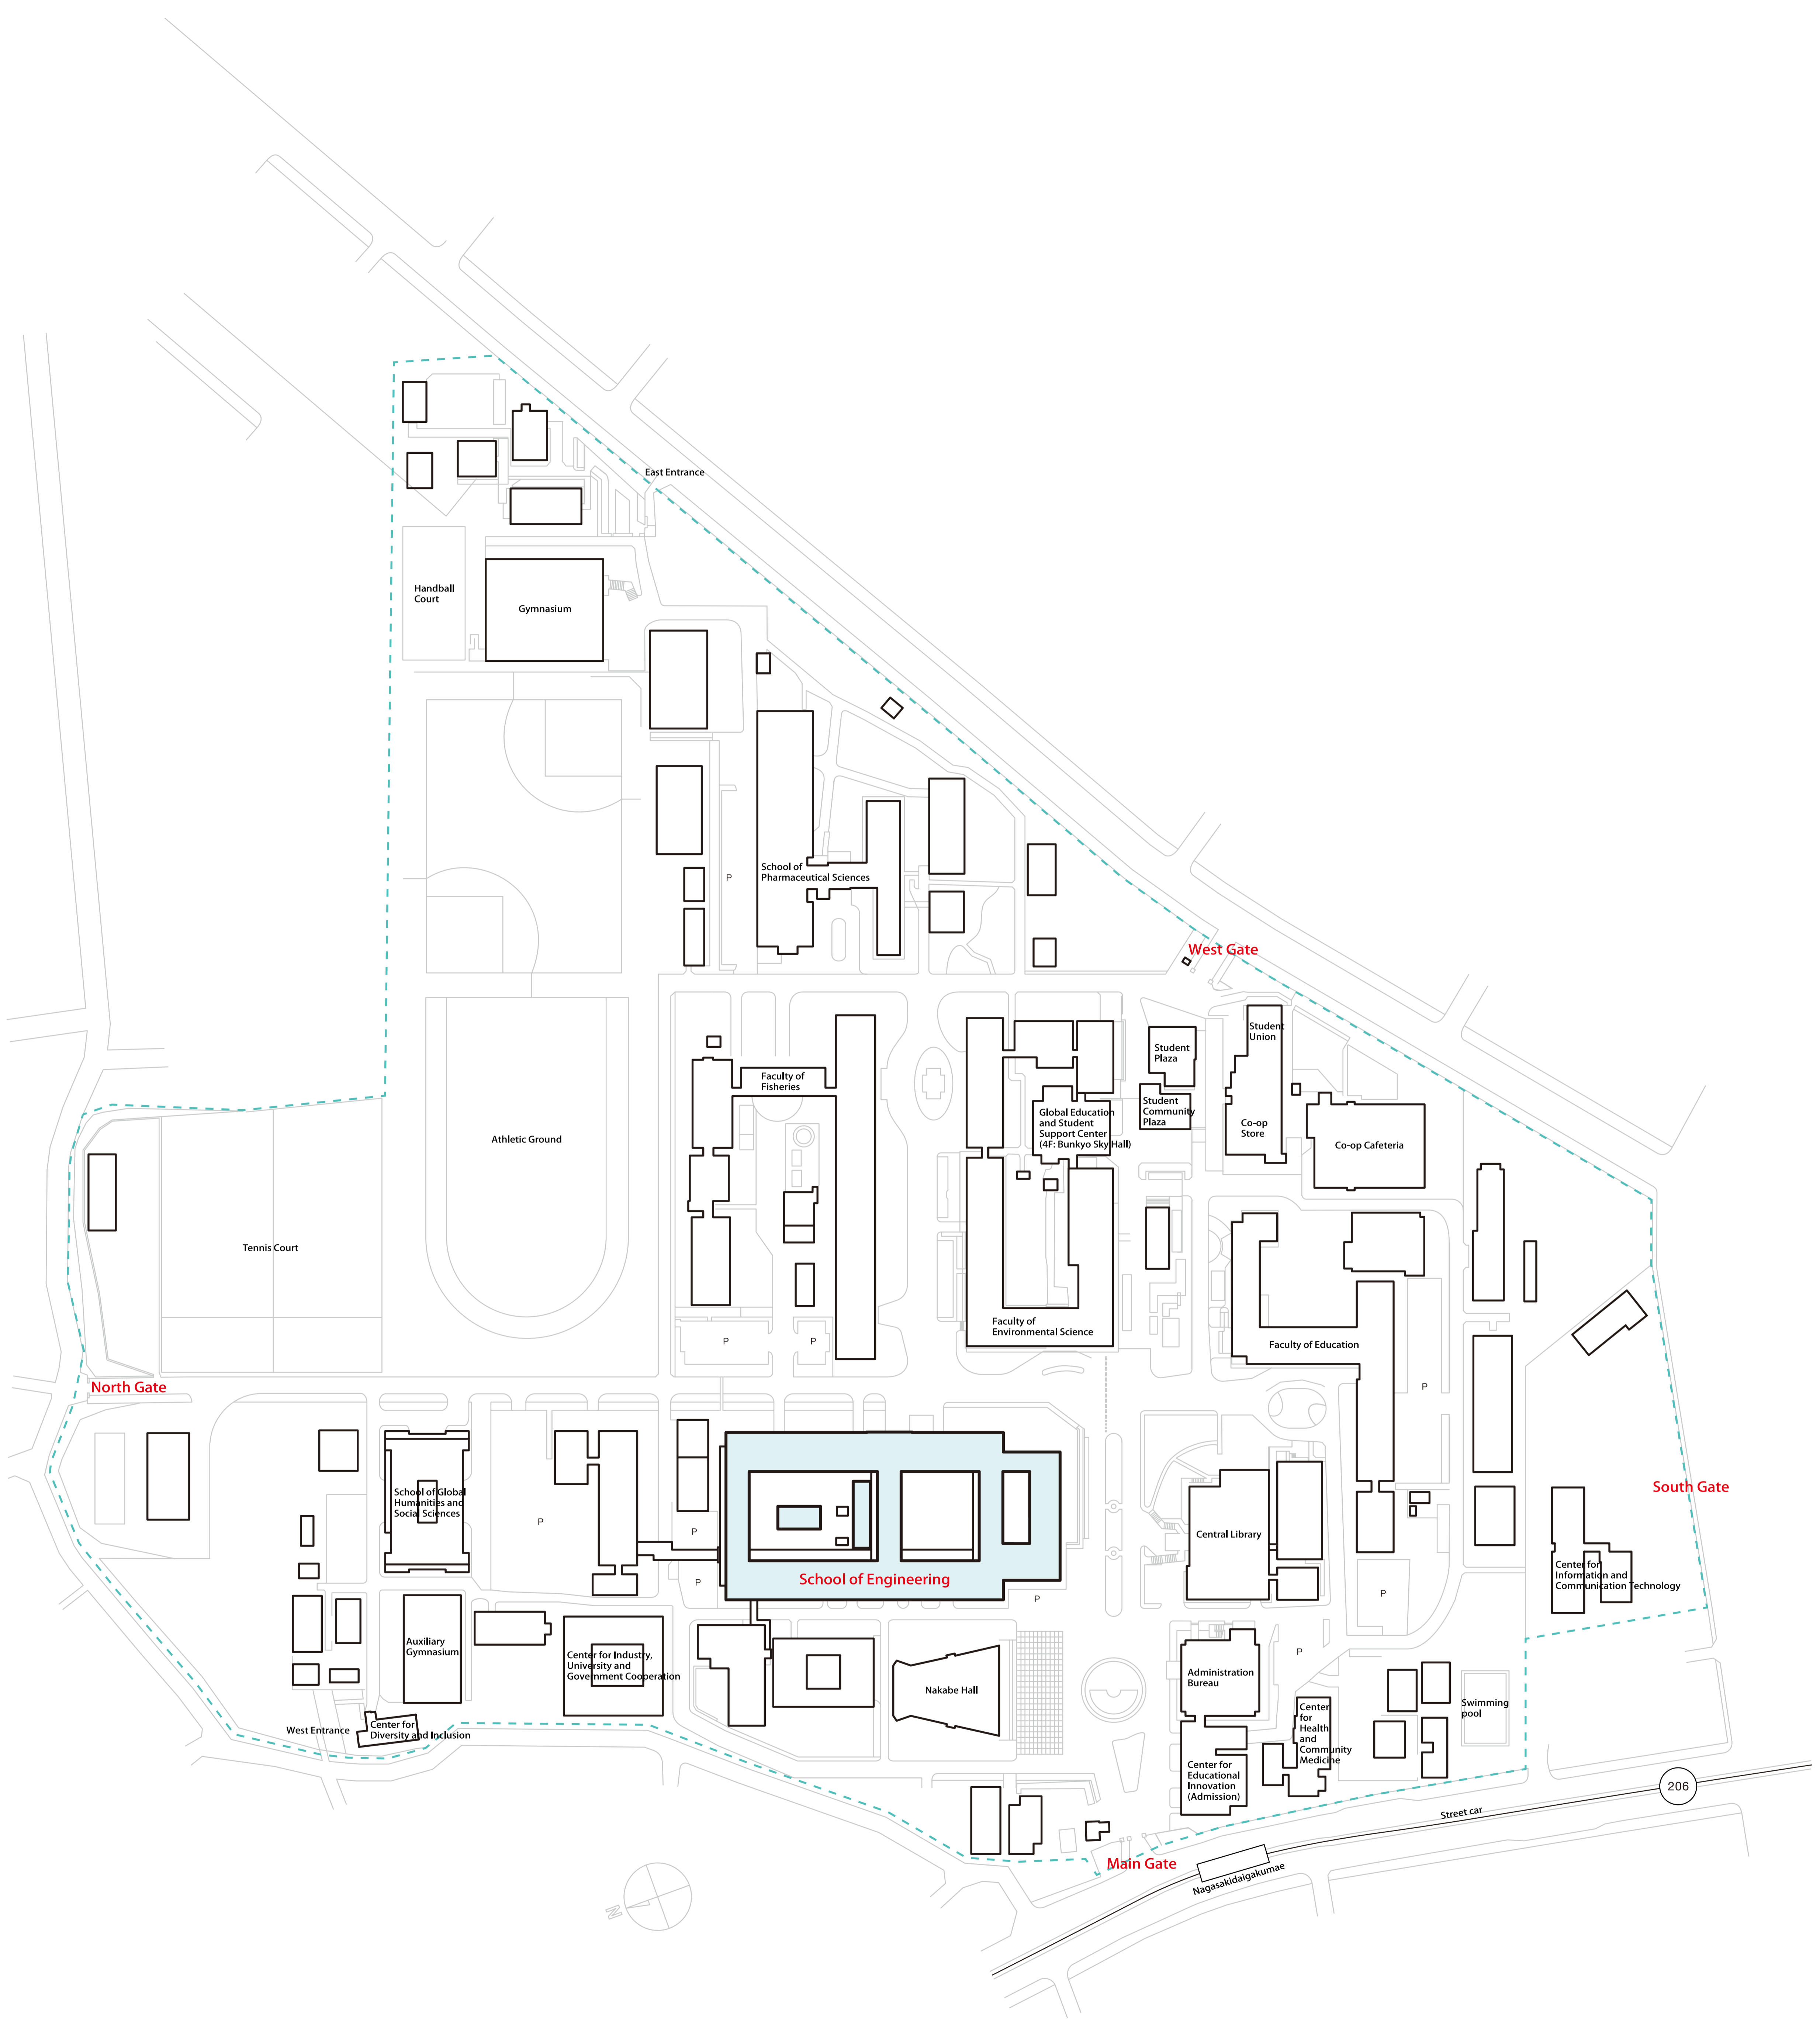 East Entrance
Handball
Court
Gymnasium
School of
Pharmaceutical Sciences
P
West Gate
Student
Union
Student
Plaza
Faculty of
Fisheries
Student
Community
Plaza
Global Education
and Student
Support Center
(4F: Bunkyo Sky Hall)
Co-op
Store
Co-op Cafeteria
Athletic Ground
Tennis Court
Faculty of
Environmental Science
P
P
Faculty of Education
North Gate
P
School of Global
Humanities and
Social Sciences
P
P
South Gate
Central Library
Center for
Information and
Communication Technology
School of Engineering
P
P
P
Auxiliary
Gymnasium
Center for Industry,
University and
Government Cooperation
P
Administration
Bureau
Nakabe Hall
Swimming
pool
Center
for
Health
and
Community
Medicine
West Entrance
Center for
Diversity and Inclusion
Center for
Educational
Innovation
(Admission)
206
Street car
Main Gate
Nagasakidaigakumae
N